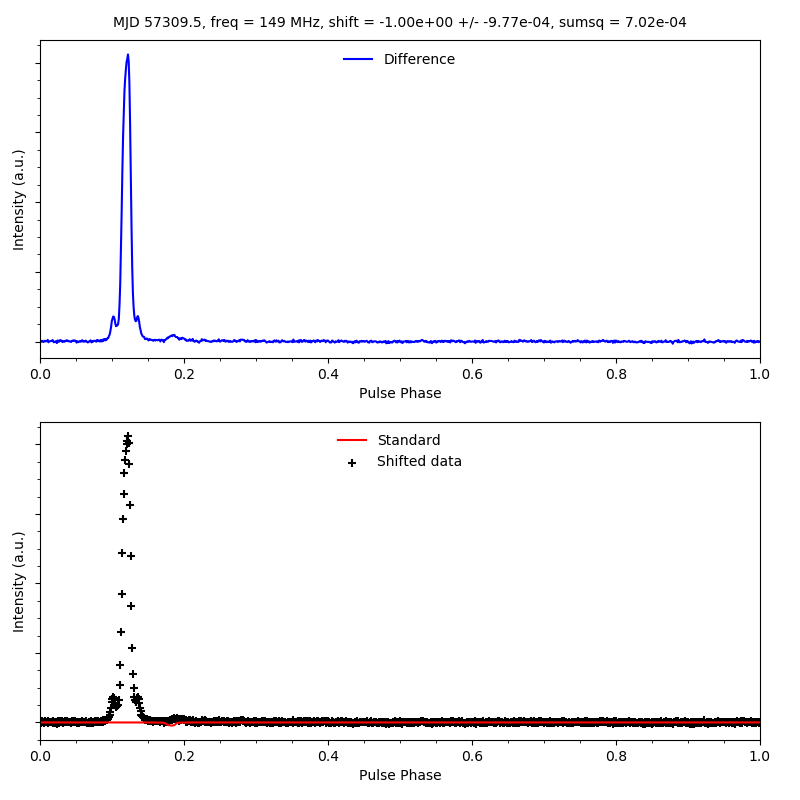 MJD 57309.5, freq = 149 MHz, shift = -1.00e+00 +/- -9.77e-04, sumsq = 7.02e-04
Difference
Intensity (a.u.)
0.0 0.2 0.4 0.6 0.8 1.0
Pulse Phase
Standard
Shifted data
Intensity (a.u.)
0.0 0.2 0.4 0.6 0.8 1.0
Pulse Phase